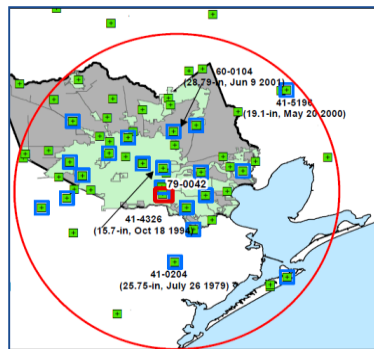 60-0104
(28.79-in, Jun 9 2001)
41-5196
(19.1-in, May 20 2000)
79-0042
41-4326
(15.7-in, Oct 18 1994)
41-0204
(25.75-in, July 26 1979)